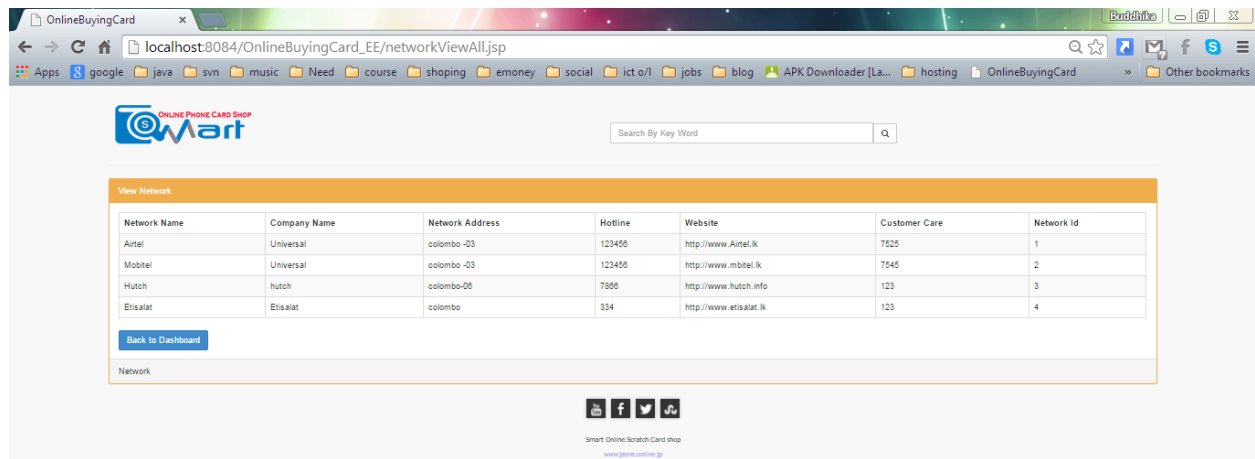 OnlineBuyingCard
Buddhika
localhost:8084/OnlineBuyingCard_EE/networkViewAll.jsp
Apps google java svn music Need course shoping emoney social ict o/l jobs blog APK Downloader [La... hosting OnlineBuyingCard » Other bookmarks
ONLINE PHONE CARD SHOP
Smart
Search By Key Word
View Network
Network Name Company Name Network Address Hotline Website Customer Care Network Id
Airtel Universal colombo -03 123456 http://www.Airtel.lk 7525 1
Mobitel Universal colombo -03 123456 http://www.mbitel.lk 7545 2
Hutch hutch colombo-06 7866 http://www.hutch.info 123 3
Etisalat Etisalat colombo 334 http://www.etisalat.lk 123 4
Back to Dashboard
Network
Smart Online Scratch Card shop
www.jzone.online.jp